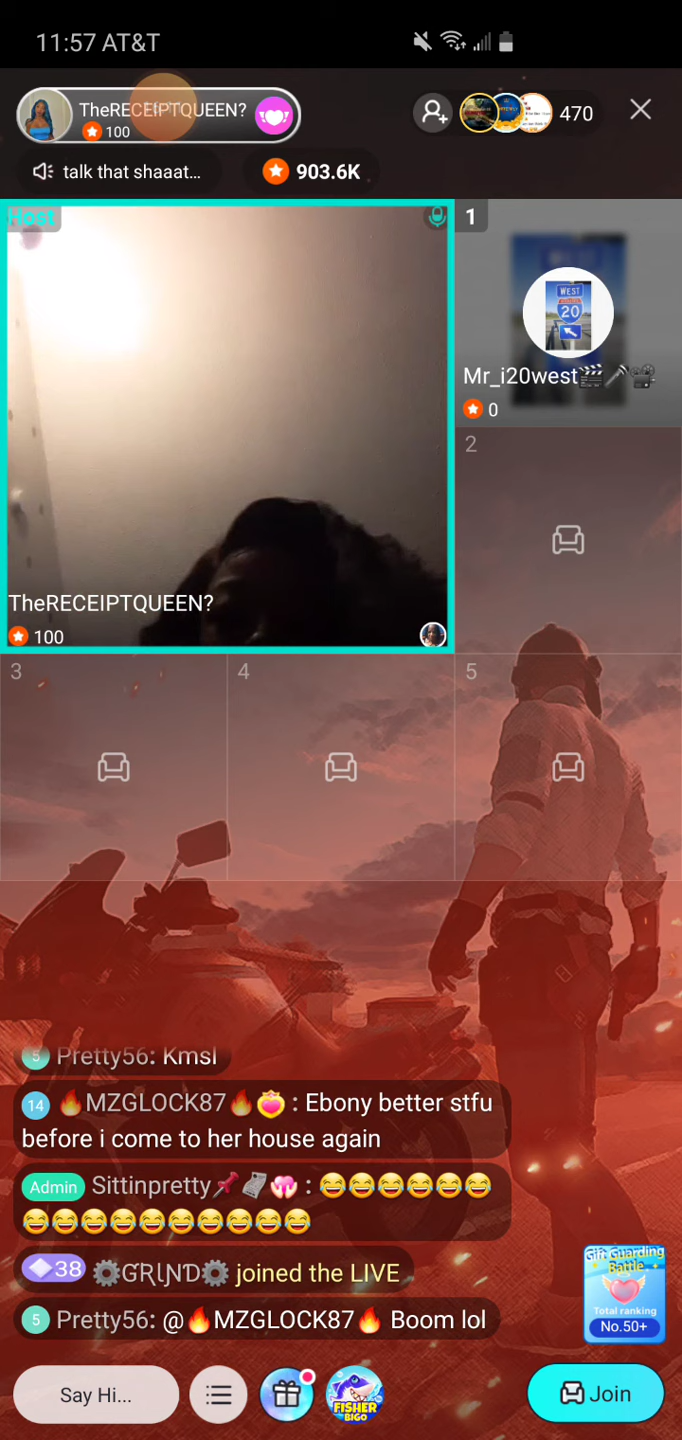 11:57 AT&T
TheRECEIPTQUEEN?
100
470
talk that shaaat...
903.6K
Host
1
WEST
20
Mr_i20west🎬🎤🎥
0
2
TheRECEIPTQUEEN?
100
3
4
5
5 Pretty56: Kmsl
14 🔥MZGLOCK87🔥😍 : Ebony better stfu
before i come to her house again
Admin Sittinpretty📌📓💝 : 😂😂😂😂😂😂
😂😂😂😂😂😂😂😂😂😂
38 ⚙GRIND⚙ joined the LIVE
5 Pretty56: @🔥MZGLOCK87🔥 Boom lol
Gift Guarding
Battle
Total ranking
No.50+
Say Hi...
FISHER
BIGO
Join